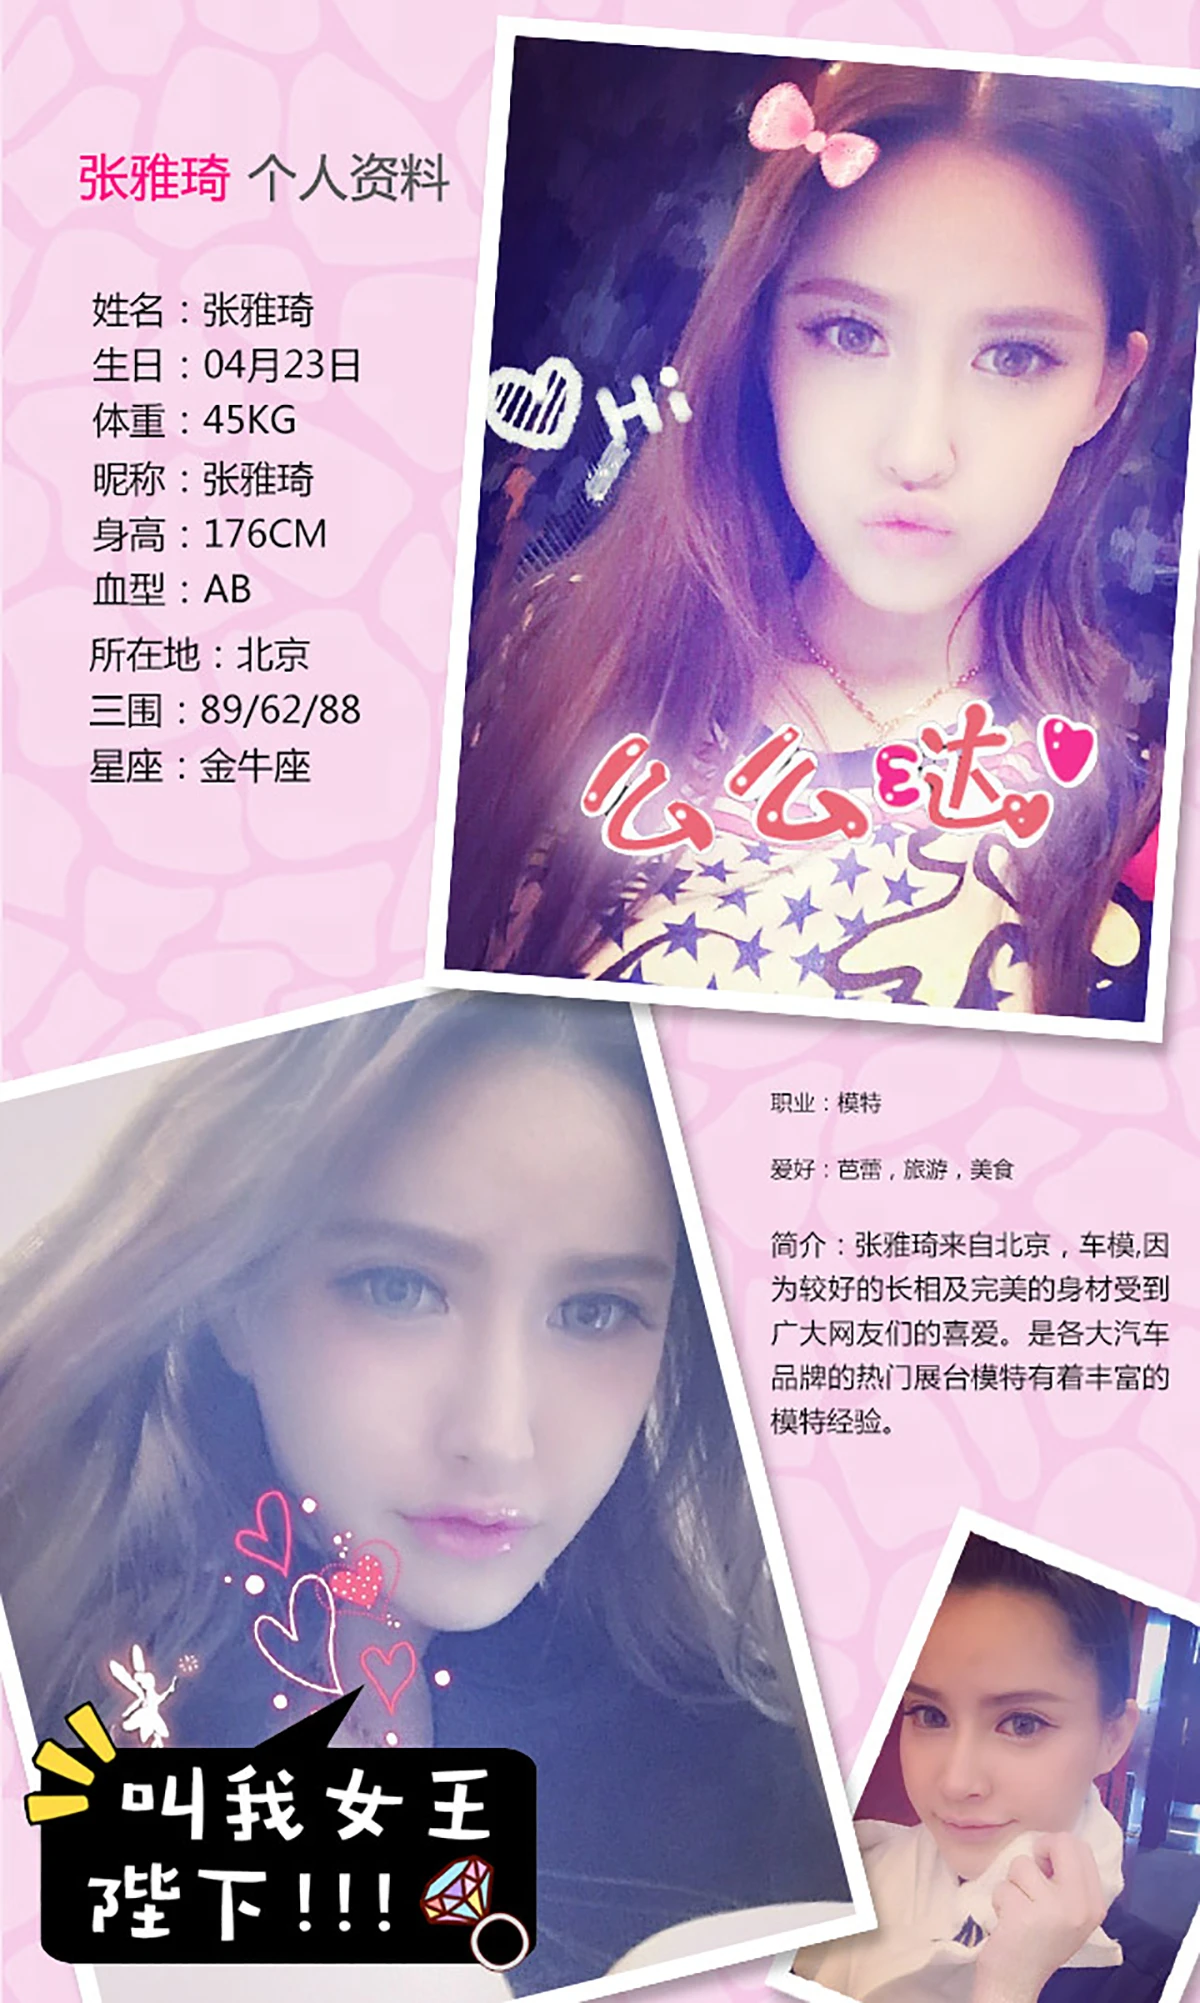 张雅琦 个人资料
姓名：张雅琦
生日：04月23日
体重：45KG
昵称：张雅琦
身高：176CM
血型：AB
所在地：北京
三围：89/62/88
星座：金牛座
Hi
么么哒
职业：模特
爱好：芭蕾，旅游，美食
简介：张雅琦来自北京，车模,因
为较好的长相及完美的身材受到
广大网友们的喜爱。是各大汽车
品牌的热门展台模特有着丰富的
模特经验。
叫我女王
陛下!!!